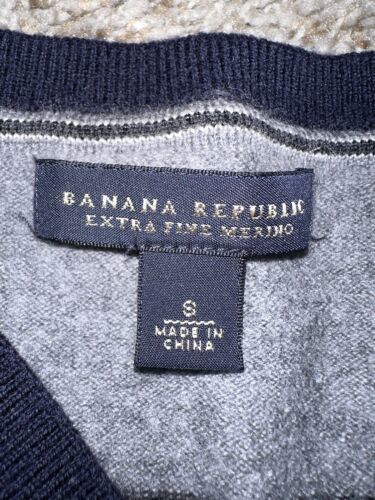 BANANA REPUBLIC
EXTRA FINE MERINO
S
MADE IN
CHINA